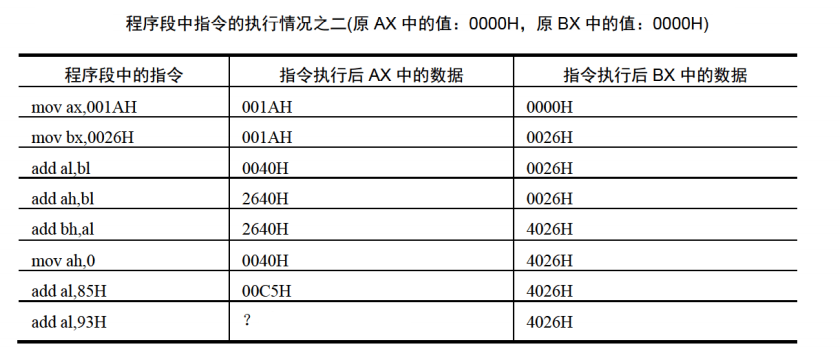 程序段中指令的执行情况之二(原 AX 中的值：0000H，原 BX 中的值：0000H)
程序段中的指令 指令执行后 AX 中的数据 指令执行后 BX 中的数据
mov ax,001AH 001AH 0000H
mov bx,0026H 001AH 0026H
add al,bl 0040H 0026H
add ah,bl 2640H 0026H
add bh,al 2640H 4026H
mov ah,0 0040H 4026H
add al,85H 00C5H 4026H
add al,93H ？ 4026H